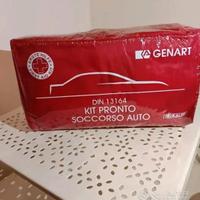 GENART
DIN 13164
KIT PRONTO
SOCCORSO AUTO